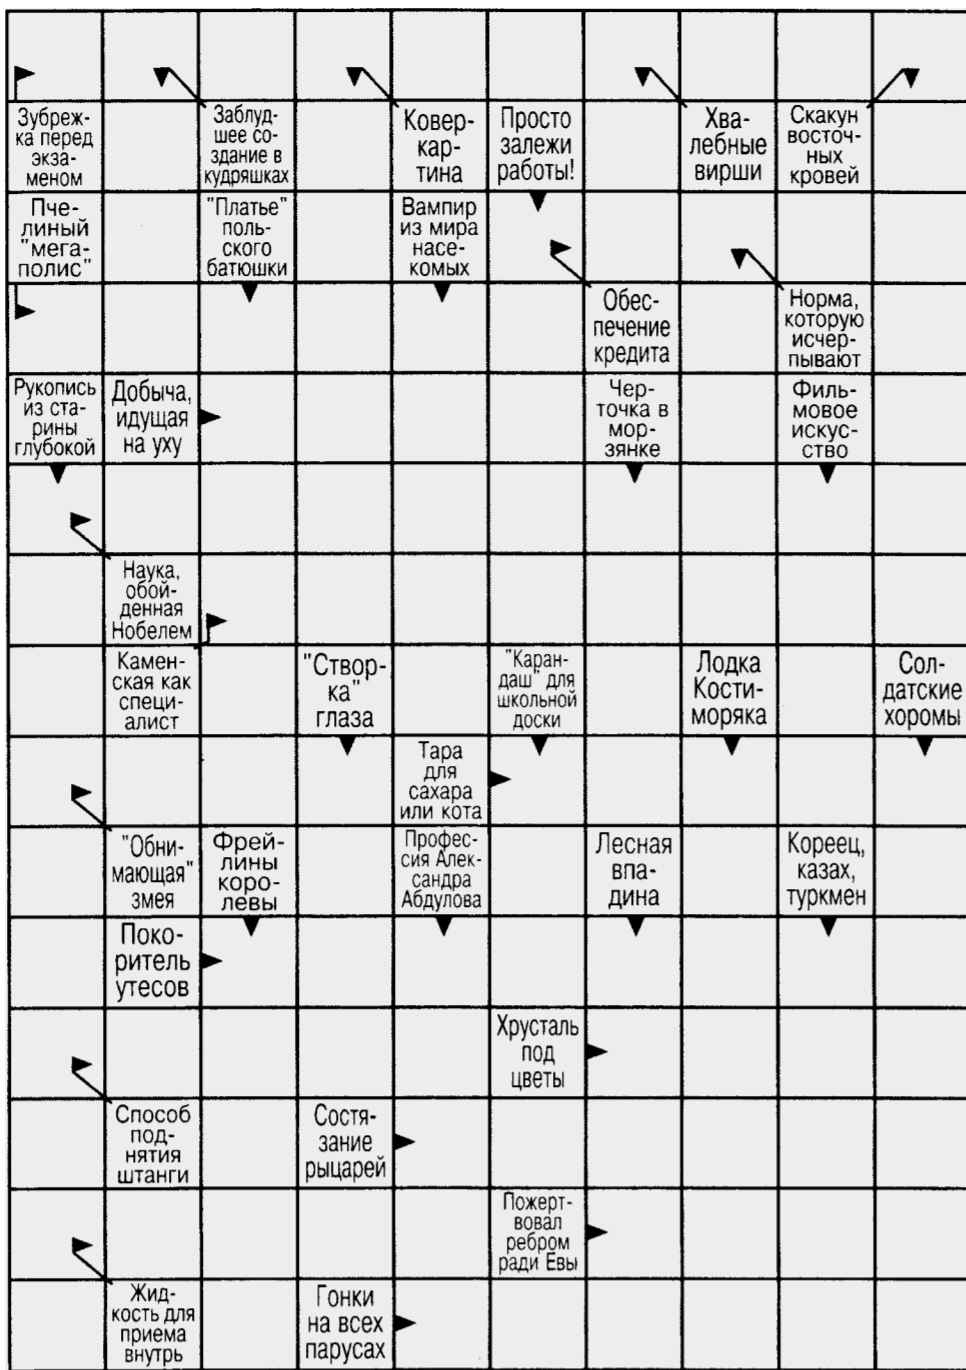 Зубреж-
ка перед
экза-
меном
Заблуд-
шее со-
здание в
кудряшках
Ковер-
кар-
тина
Просто
залежи
работы!
Хва-
лебные
вирши
Скакун
восточ-
ных
кровей
Пче-
линый
"мега-
полис"
"Платье"
поль-
ского
батюшки
Вампир
из мира
насе-
комых
Обес-
печение
кредита
Норма,
которую
исчер-
пывают
Рукопись
из ста-
рины
глубокой
Добыча,
идущая
на уху
Чер-
точка в
мор-
зянке
Филь-
мовое
искус-
ство
Наука,
обой-
денная
Нобелем
Камен-
ская как
специ-
алист
"Створ-
ка"
глаза
"Каран-
даш" для
школьной
доски
Лодка
Кости-
моряка
Сол-
датские
хоромы
Тара
для
сахара
или кота
"Обни-
мающая"
змея
Фрей-
лины
коро-
левы
Профес-
сия Алек-
сандра
Абдулова
Лесная
впа-
дина
Кореец,
казах,
туркмен
Поко-
ритель
утесов
Хрусталь
под
цветы
Способ
под-
нятия
штанги
Состя-
зание
рыцарей
Пожерт-
вовал
ребром
ради Евы
Жид-
кость для
приема
внутрь
Гонки
на всех
парусах